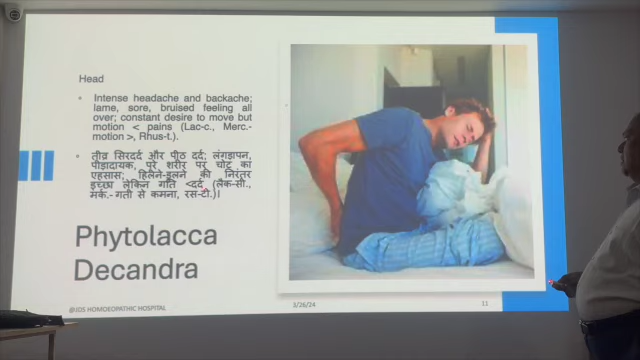 Head
• Intense headache and backache;
lame, sore, bruised feeling all
over; constant desire to move but
motion < pains (Lac-c., Merc.-
motion >, Rhus-t.).
• तीव्र सिरदर्द और पीठ दर्द; लंगड़ापन,
पीड़ादायक, पूरे शरीर पर चोट का
एहसास; हिलने-डुलने की निरंतर
इच्छा लेकिन गति <दर्द (लैक-सी.,
मर्क.- गती से कमना, रस-टी.)।
Phytolacca
Decandra
@IGS HOMOEOPATHIC HOSPITAL
3/26/24
11